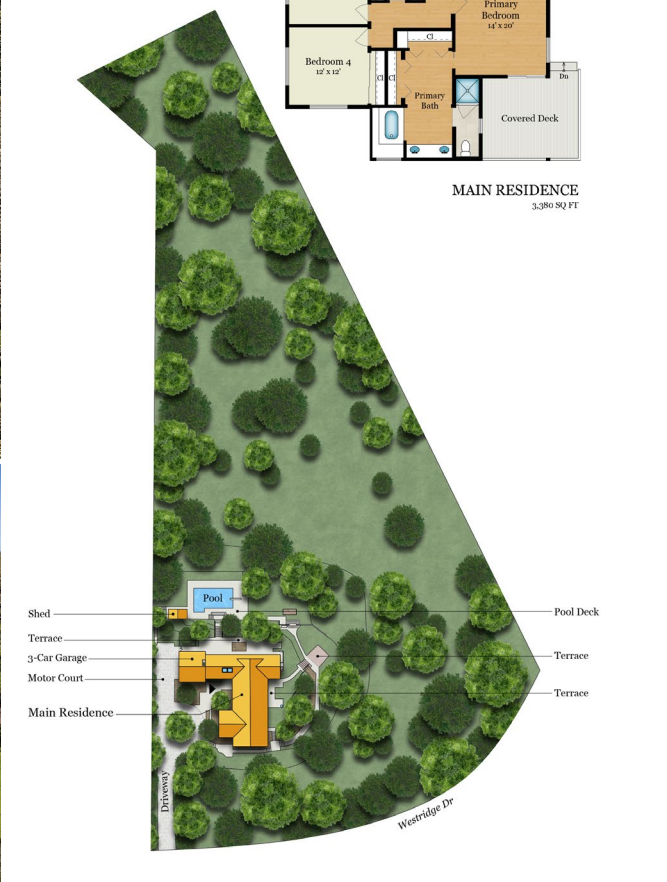 Primary
Bedroom
14' x 20'
Cl
Bedroom 4
12' x 12'
Cl
Cl
Dn
Primary
Bath
Covered Deck
MAIN RESIDENCE
3,380 SQ FT
Pool
Shed
Pool Deck
Terrace
3-Car Garage
Terrace
Motor Court
Terrace
Main Residence
Driveway
Westridge Dr